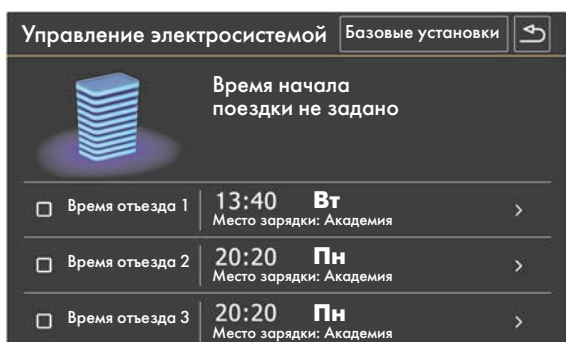 Управление электросистемой Базовые установки
Время начала
поездки не задано
Время отъезда 1 13:40 Вт
Место зарядки: Академия
Время отъезда 2 20:20 Пн
Место зарядки: Академия
Время отъезда 3 20:20 Пн
Место зарядки: Академия